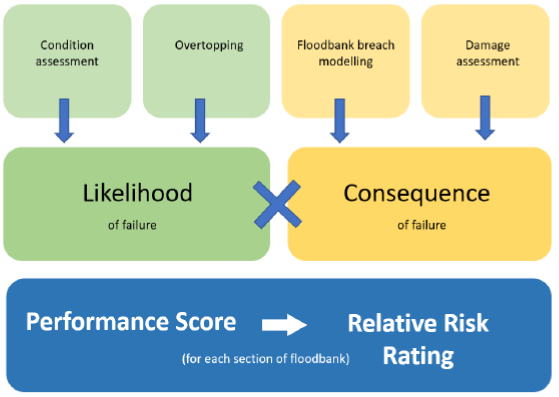 Condition
assessment
Overtopping
Floodbank breach
modelling
Damage
assessment
Likelihood
of failure
Consequence
of failure
Performance Score
Relative Risk
Rating
(for each section of floodbank)